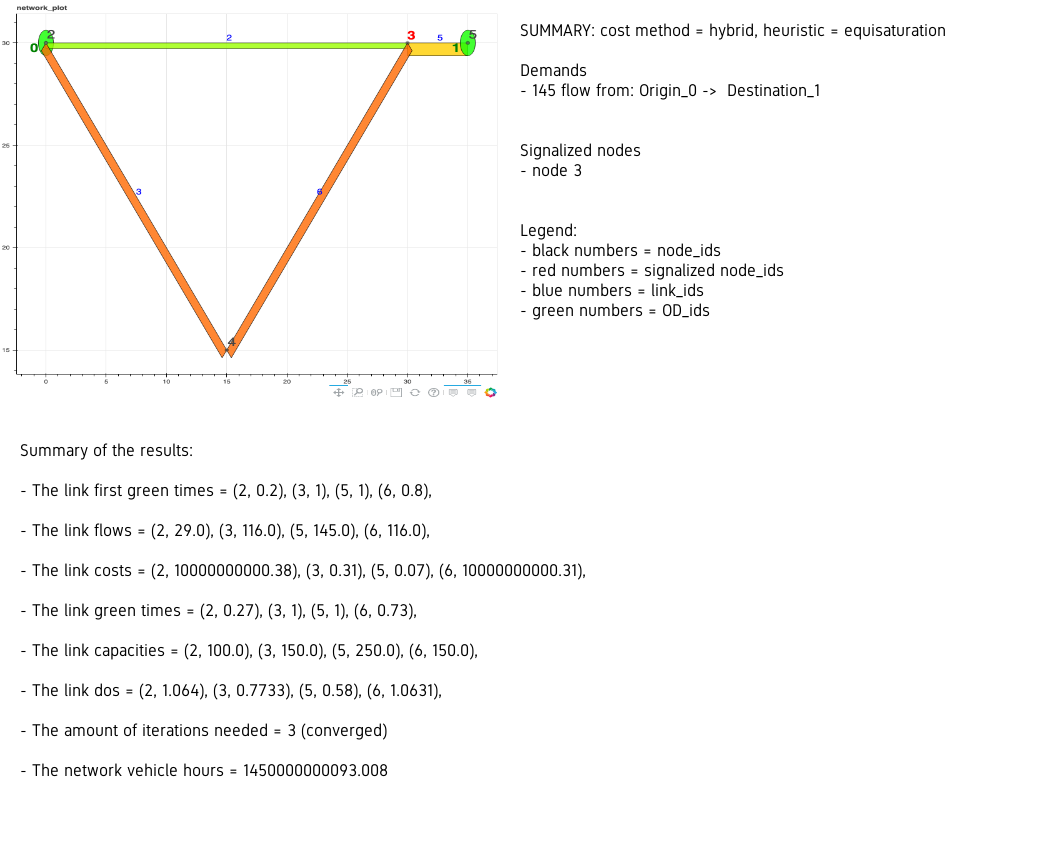 network_plot
30
25
20
15
0
5
10
15
20
25
30
35
2
0
2
3
5
1
5
3
6
4
SUMMARY: cost method = hybrid, heuristic = equisaturation
Demands
- 145 flow from: Origin_0 -> Destination_1
Signalized nodes
- node 3
Legend:
- black numbers = node_ids
- red numbers = signalized node_ids
- blue numbers = link_ids
- green numbers = OD_ids
Summary of the results:
- The link first green times = (2, 0.2), (3, 1), (5, 1), (6, 0.8),
- The link flows = (2, 29.0), (3, 116.0), (5, 145.0), (6, 116.0),
- The link costs = (2, 10000000000.38), (3, 0.31), (5, 0.07), (6, 10000000000.31),
- The link green times = (2, 0.27), (3, 1), (5, 1), (6, 0.73),
- The link capacities = (2, 100.0), (3, 150.0), (5, 250.0), (6, 150.0),
- The link dos = (2, 1.064), (3, 0.7733), (5, 0.58), (6, 1.0631),
- The amount of iterations needed = 3 (converged)
- The network vehicle hours = 1450000000093.008